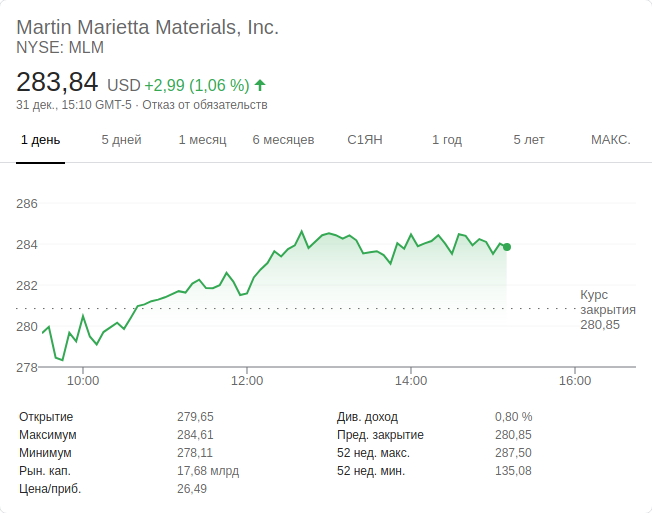 Martin Marietta Materials, Inc.
NYSE: MLM
283,84 USD +2,99 (1,06 %)
31 дек., 15:10 GMT-5 · Отказ от обязательств
1 день 5 дней 1 месяц 6 месяцев С1ЯН 1 год 5 лет МАКС.
286
284
282
Курс
закрытия
280,85
280
278
10:00 12:00 14:00 16:00
Открытие 279,65 Див. доход 0,80 %
Максимум 284,61 Пред. закрытие 280,85
Минимум 278,11 52 нед. макс. 287,50
Рын. кап. 17,68 млрд 52 нед. мин. 135,08
Цена/приб. 26,49